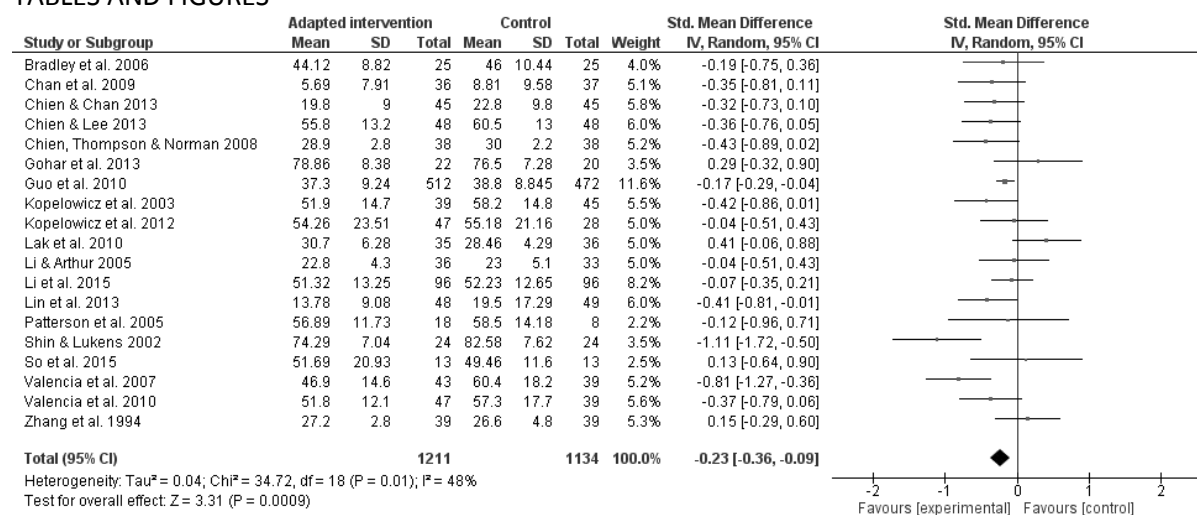 TABLES AND FIGURES
Adapted intervention Control Std. Mean Difference Std. Mean Difference
Study or Subgroup Mean SD Total Mean SD Total Weight IV, Random, 95% CI IV, Random, 95% CI
Bradley et al. 2006 44.12 8.82 25 46 10.44 25 4.0% -0.19 [-0.75, 0.36]
Chan et al. 2009 5.69 7.91 36 8.81 9.58 37 5.1% -0.35 [-0.81, 0.11]
Chien & Chan 2013 19.8 9 45 22.8 9.8 45 5.8% -0.32 [-0.73, 0.10]
Chien & Lee 2013 55.8 13.2 48 60.5 13 48 6.0% -0.36 [-0.76, 0.05]
Chien, Thompson & Norman 2008 28.9 2.8 38 30 2.2 38 5.2% -0.43 [-0.89, 0.02]
Gohar et al. 2013 78.86 8.38 22 76.5 7.28 20 3.5% 0.29 [-0.32, 0.90]
Guo et al. 2010 37.3 9.24 512 38.8 8.845 472 11.6% -0.17 [-0.29, -0.04]
Kopelowicz et al. 2003 51.9 14.7 39 58.2 14.8 45 5.5% -0.42 [-0.86, 0.01]
Kopelowicz et al. 2012 54.26 23.51 47 55.18 21.16 28 5.0% -0.04 [-0.51, 0.43]
Lak et al. 2010 30.7 6.28 35 28.46 4.29 36 5.0% 0.41 [-0.06, 0.88]
Li & Arthur 2005 22.8 4.3 36 23 5.1 33 5.0% -0.04 [-0.51, 0.43]
Li et al. 2015 51.32 13.25 96 52.23 12.65 96 8.2% -0.07 [-0.35, 0.21]
Lin et al. 2013 13.78 9.08 48 19.5 17.29 49 6.0% -0.41 [-0.81, -0.01]
Patterson et al. 2005 56.89 11.73 18 58.5 14.18 8 2.2% -0.12 [-0.96, 0.71]
Shin & Lukens 2002 74.29 7.04 24 82.58 7.62 24 3.5% -1.11 [-1.72, -0.50]
So et al. 2015 51.69 20.93 13 49.46 11.6 13 2.5% 0.13 [-0.64, 0.90]
Valencia et al. 2007 46.9 14.6 43 60.4 18.2 39 5.2% -0.81 [-1.27, -0.36]
Valencia et al. 2010 51.8 12.1 47 57.3 17.7 39 5.5% -0.37 [-0.79, 0.06]
Zhang et al. 1994 27.2 2.8 39 26.6 4.8 39 5.3% 0.15 [-0.29, 0.60]
Total (95% CI) 1211 1134 100.0% -0.23 [-0.36, -0.09]
Heterogeneity: Tau² = 0.04; Chi² = 34.72, df = 18 (P = 0.01); I² = 48%
Test for overall effect: Z = 3.31 (P = 0.0009)
-2 -1 0 1 2
Favours [experimental] Favours [control]